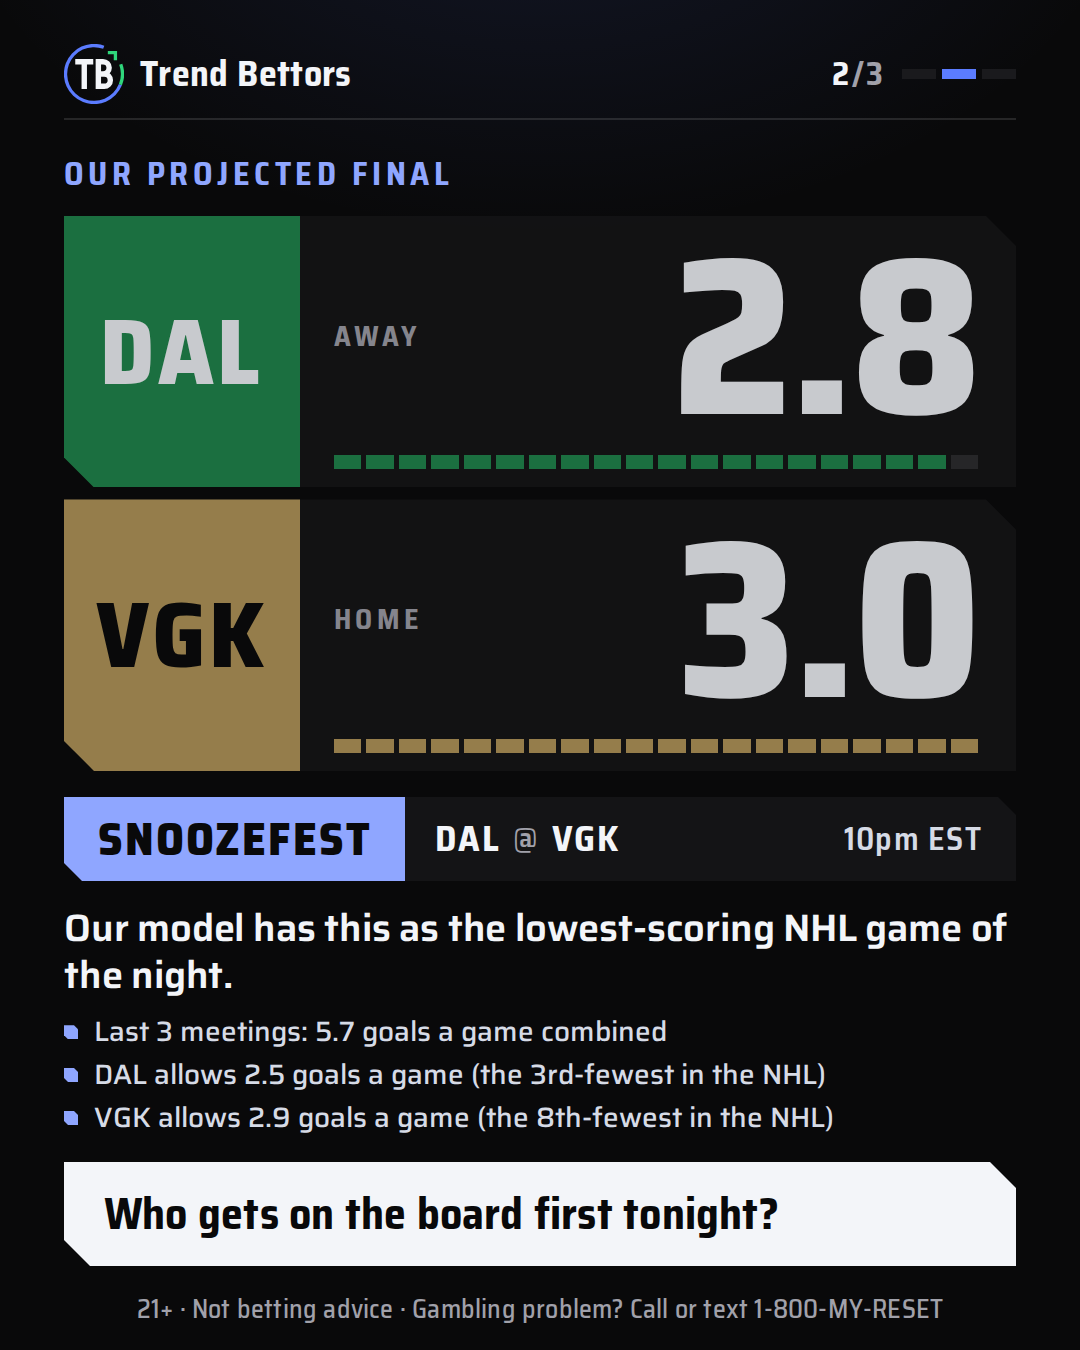 TB Trend Bettors
2/3
OUR PROJECTED FINAL
DAL
AWAY
2.8
VGK
HOME
3.0
SNOOZEFEST
DAL @ VGK
10pm EST
Our model has this as the lowest-scoring NHL game of
the night.
Last 3 meetings: 5.7 goals a game combined
DAL allows 2.5 goals a game (the 3rd-fewest in the NHL)
VGK allows 2.9 goals a game (the 8th-fewest in the NHL)
Who gets on the board first tonight?
21+ · Not betting advice · Gambling problem? Call or text 1-800-MY-RESET